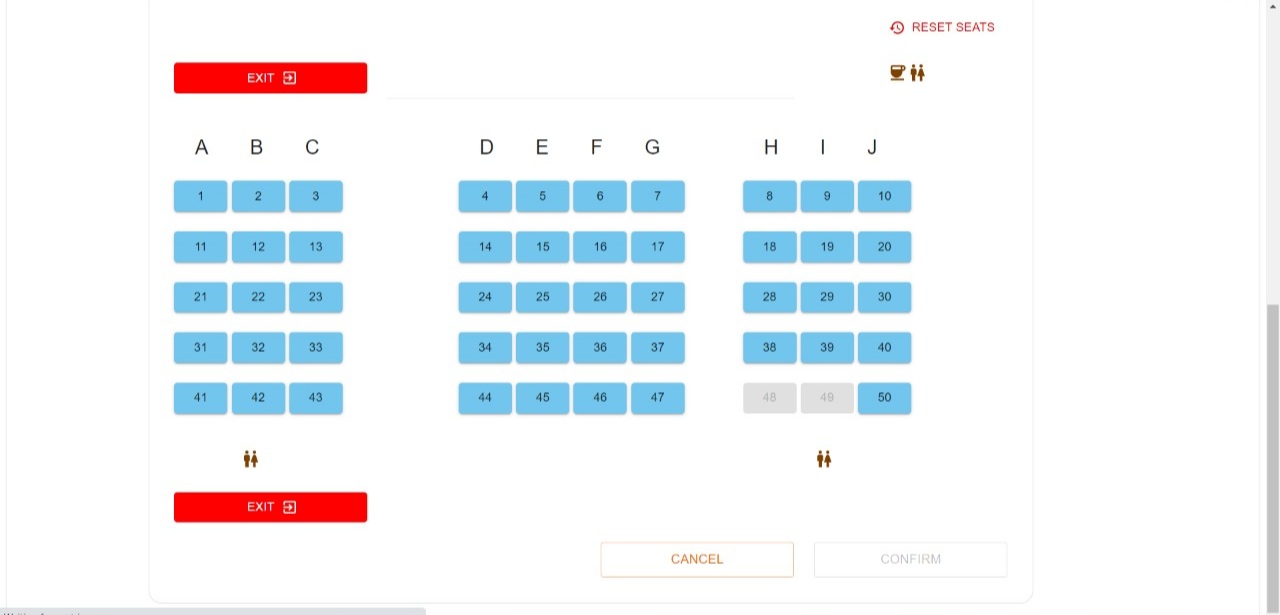 RESET SEATS
EXIT
A B C D E F G H I J
1 2 3 4 5 6 7 8 9 10
11 12 13 14 15 16 17 18 19 20
21 22 23 24 25 26 27 28 29 30
31 32 33 34 35 36 37 38 39 40
41 42 43 44 45 46 47 48 49 50
EXIT
CANCEL CONFIRM